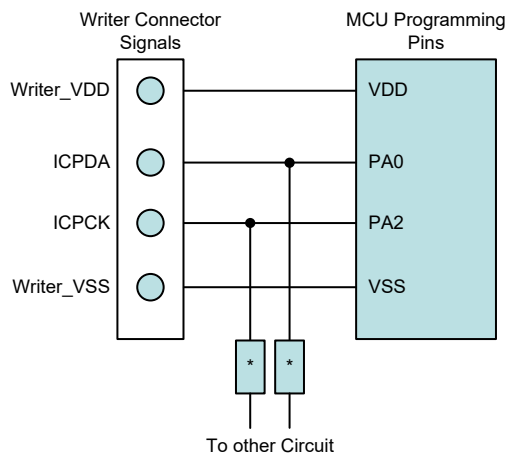 Writer Connector
Signals
MCU Programming
Pins
Writer_VDD
VDD
ICPDA
PA0
ICPCK
PA2
Writer_VSS
VSS
* *
To other Circuit